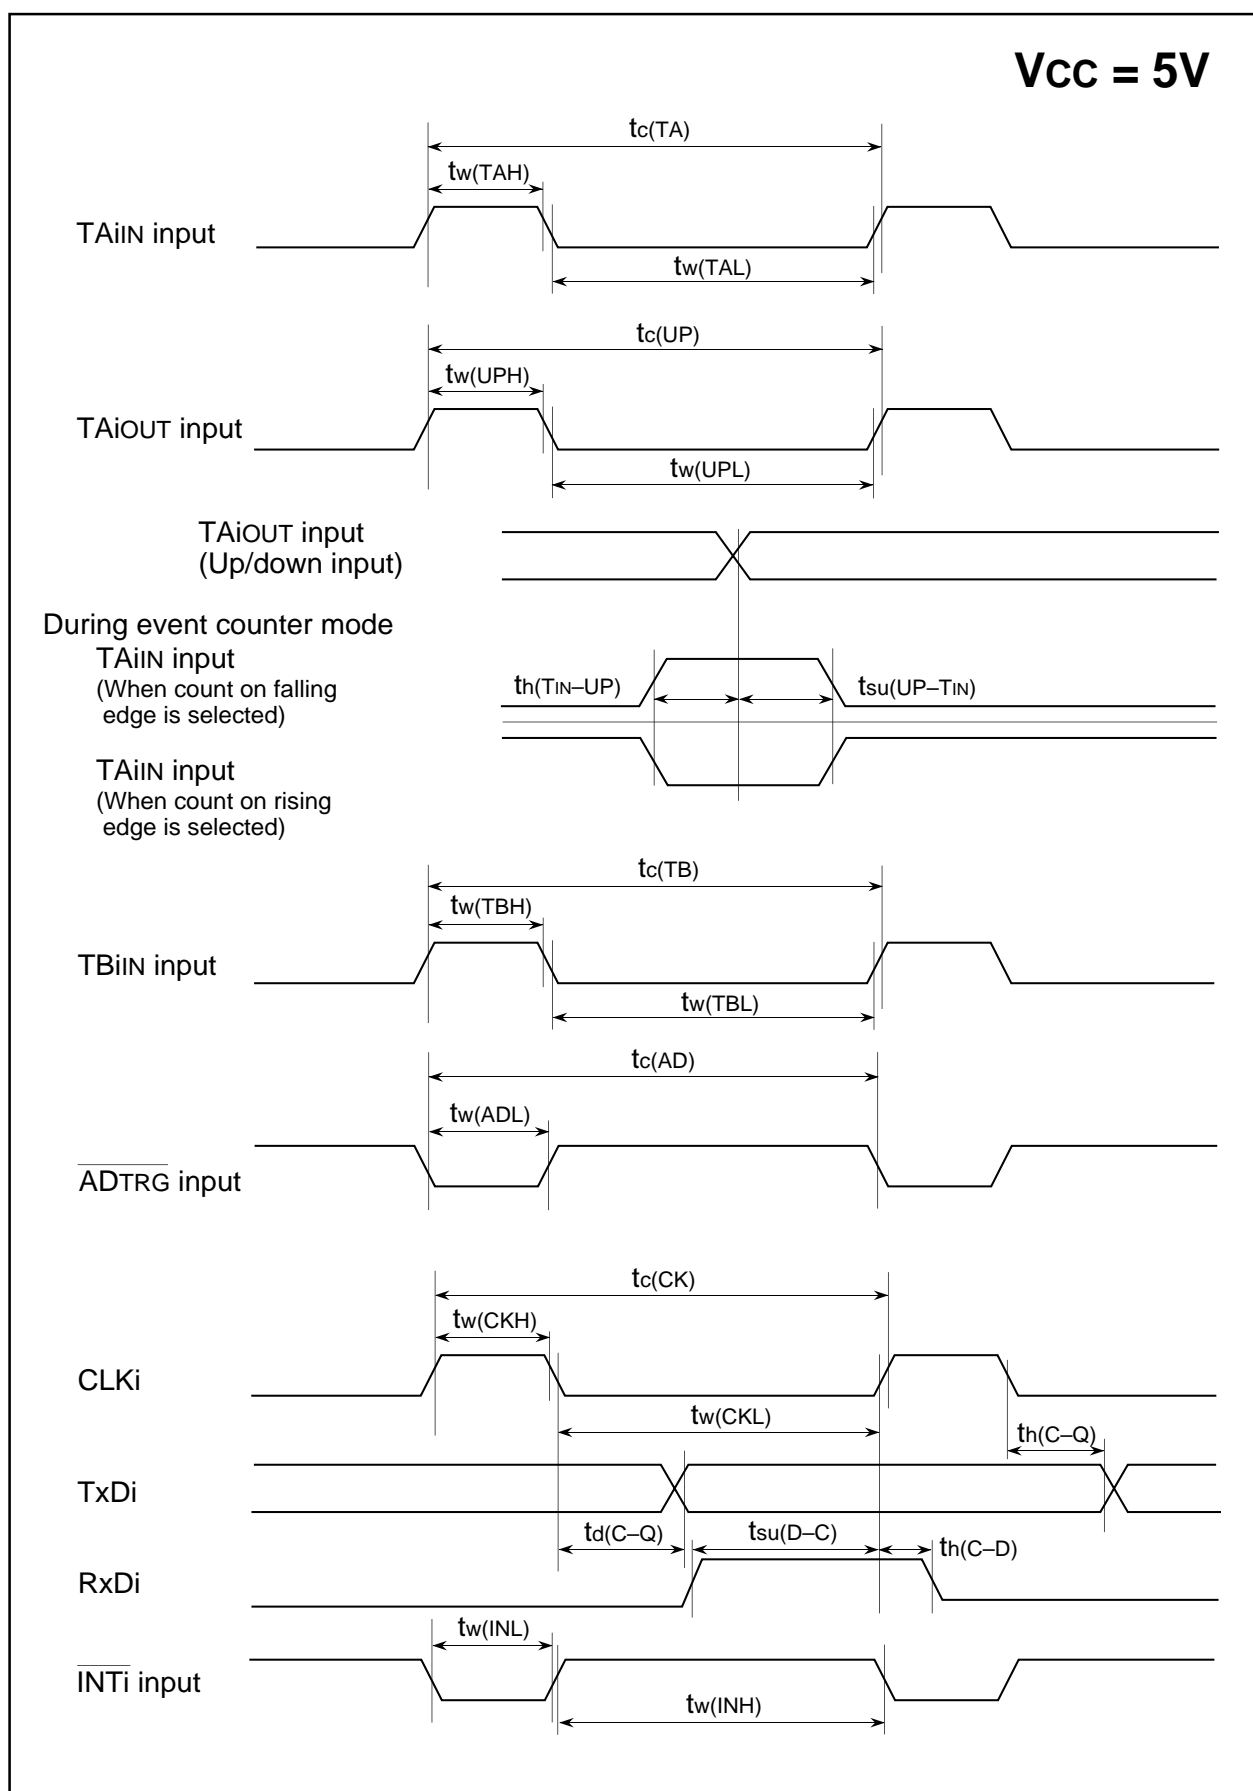 VCC = 5V
tc(TA)
tw(TAH)
TAiIN input
tw(TAL)
tc(UP)
tw(UPH)
TAiOUT input
tw(UPL)
TAiOUT input
(Up/down input)
During event counter mode
TAiIN input
(When count on falling
edge is selected)
th(TIN–UP)
tsu(UP–TIN)
TAiIN input
(When count on rising
edge is selected)
tc(TB)
tw(TBH)
TBiIN input
tw(TBL)
tc(AD)
tw(ADL)
ADTRG input
tc(CK)
tw(CKH)
CLKi
tw(CKL)
th(C–Q)
TxDi
td(C–Q)
tsu(D–C)
th(C–D)
RxDi
tw(INL)
INTi input
tw(INH)